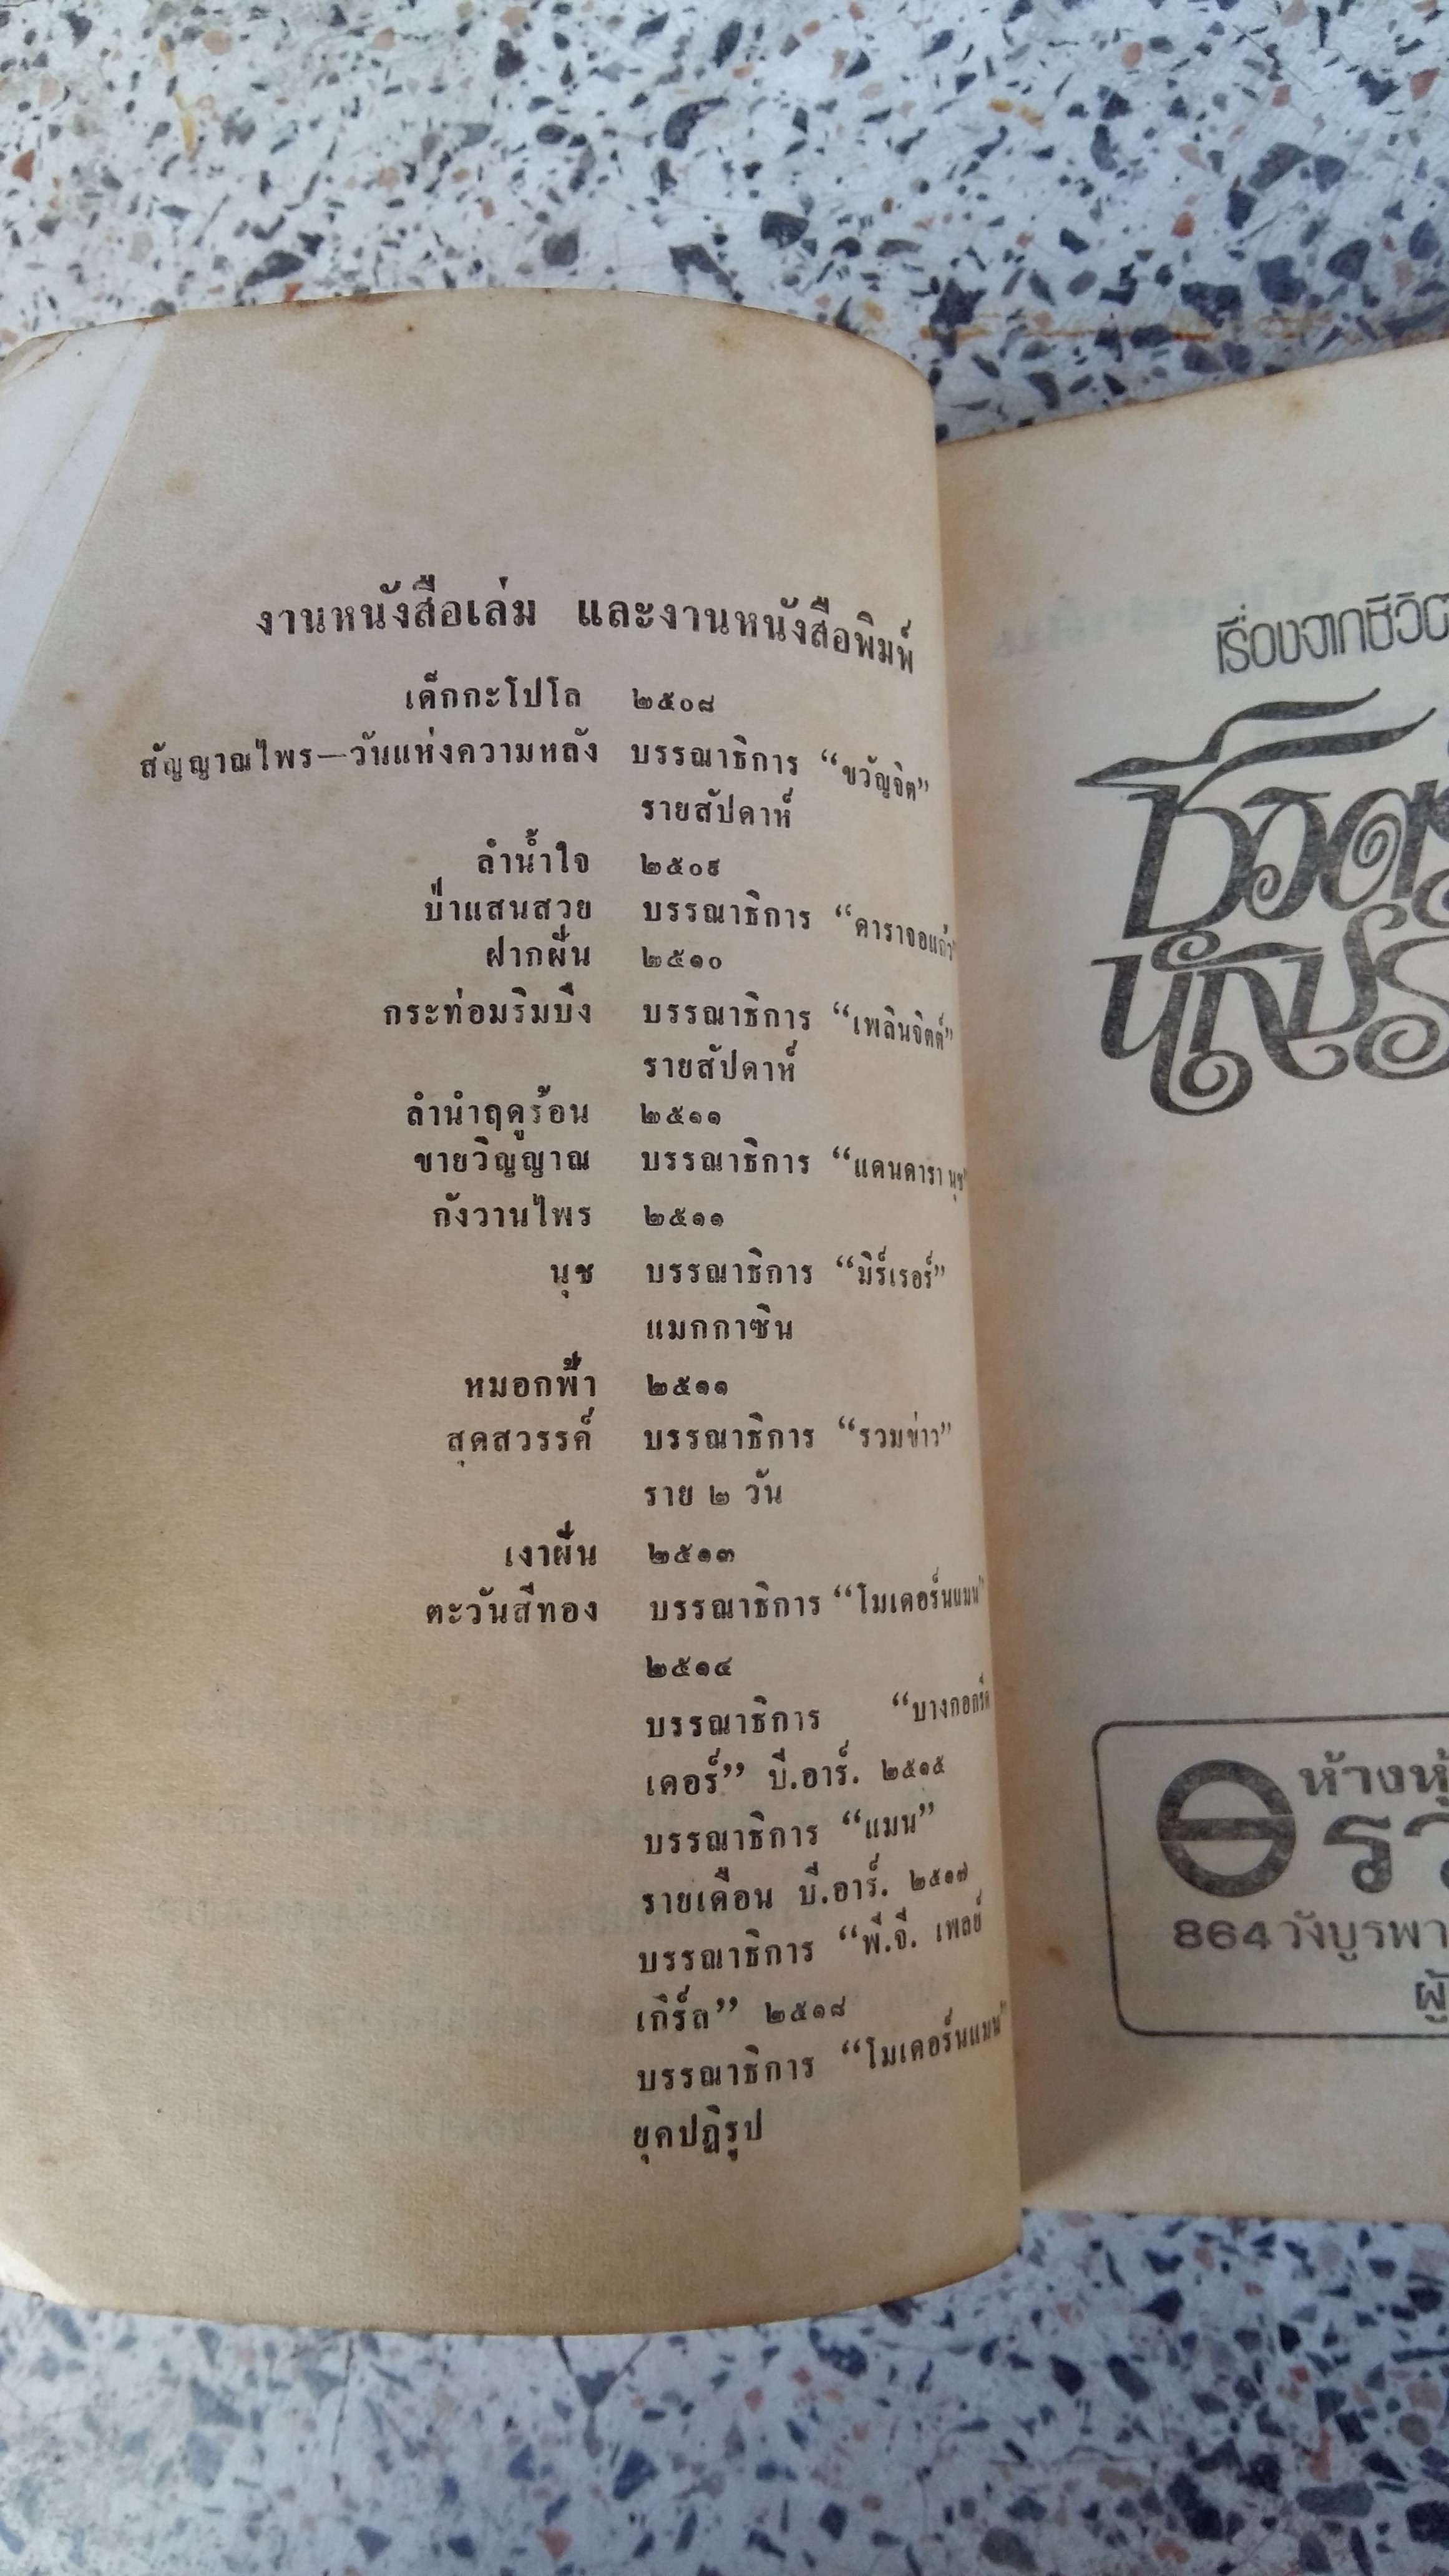 งานหนังสือเล่ม และงานหนังสือพิมพ์
เด็กกะโปโล ๒๕๐๘
สัญญาณไพร—วันแห่งความหลัง บรรณาธิการ “ขวัญจิต”
รายสัปดาห์
ลำน้ำใจ ๒๕๐๙
ป่าแสนสวย บรรณาธิการ “ดาราจอแก้ว”
ฝากฝัน ๒๕๑๐
กระท่อมริมบึง บรรณาธิการ “เพลินจิตต์”
รายสัปดาห์
ลำนำฤดูร้อน ๒๕๑๑
ขายวิญญาณ บรรณาธิการ “แดนดารา นุช”
กังวานไพร ๒๕๑๑
นุช บรรณาธิการ “มิร์เรอร์”
แมกกาซิน
หมอกฟ้า ๒๕๑๑
สุดสวรรค์ บรรณาธิการ “รวมข่าว”
ราย ๒ วัน
เงาฝัน ๒๕๑๓
ตะวันสีทอง บรรณาธิการ “โมเดอร์นแมน”
๒๕๑๔
บรรณาธิการ “บางกอกรีด
เดอร์” บี.อาร์. ๒๕๑๕
บรรณาธิการ “แมน”
รายเดือน บี.อาร์. ๒๕๑๗
บรรณาธิการ “พี.จี. เพลย์
เกิร์ล” ๒๕๑๘
บรรณาธิการ “โมเดอร์นแมน”
ยุคปฏิรูป
เรื่องจากชีวิต
ห้างหุ้
864 วังบูรพา